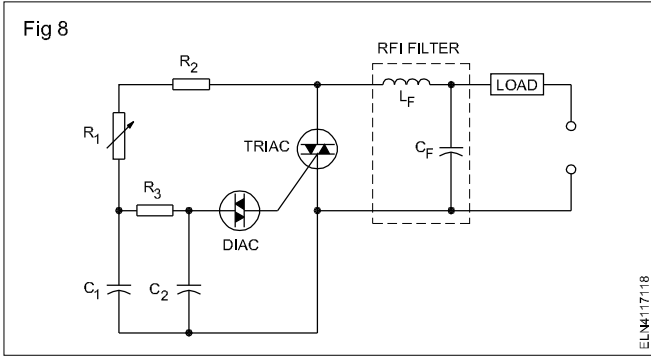 Fig 8
RFI FILTER
R2
LF
LOAD
R1
TRIAC
CF
R3
DIAC
C1
C2
ELN4117118